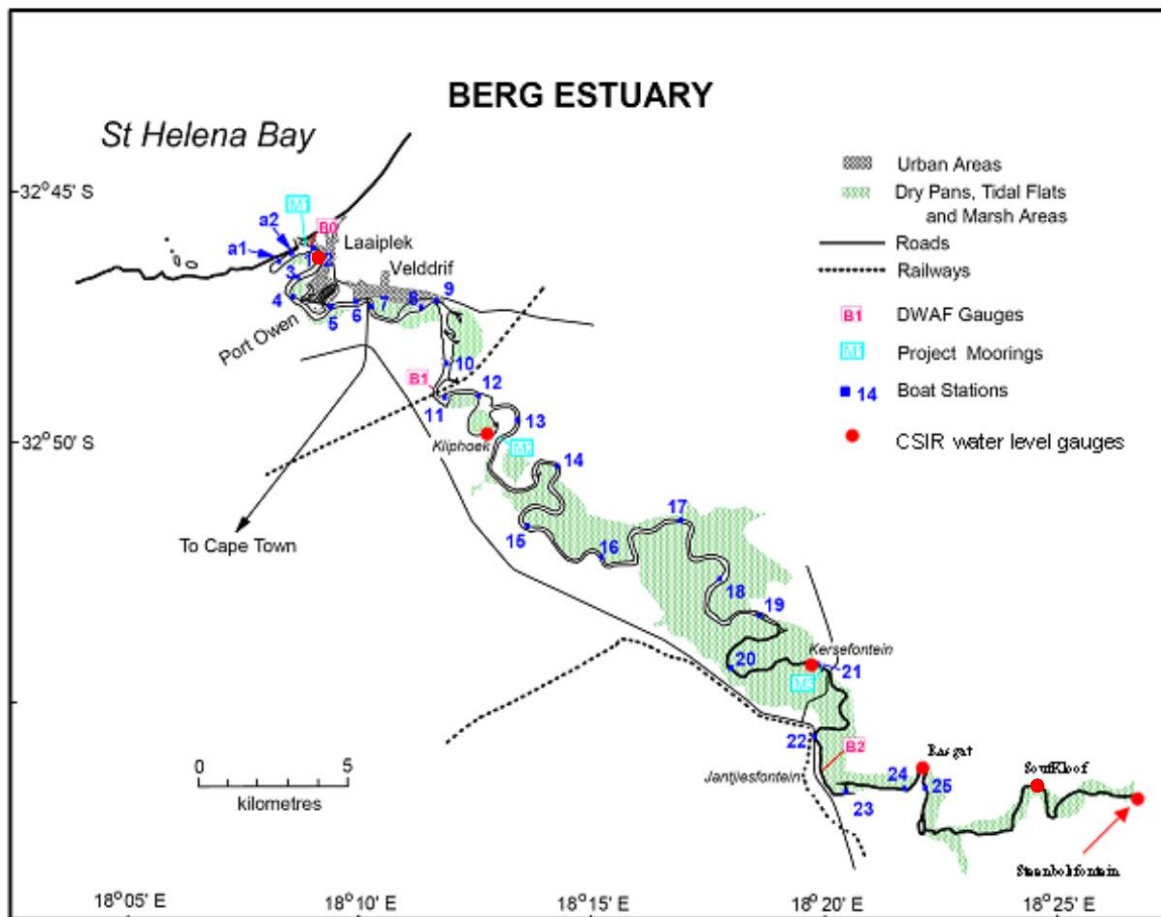 BERG ESTUARY
St Helena Bay
32°45' S
Urban Areas
Dry Pans, Tidal Flats
and Marsh Areas
Roads
Railways
B1 DWAF Gauges
M1 Project Moorings
14 Boat Stations
CSIR water level gauges
M1
B0
a2
a1
Laaiplek
1
2
3
Velddrif
4
5
6
7
8
9
Port Owen
10
B1
11
12
13
32°50' S
Kliphoek
14
To Cape Town
15
16
17
18
19
20
Kersefontein
21
M3
22
B2
Jantjiesfontein
23
24
25
0 5
kilometres
18°05' E
18°10' E
18°15' E
18°20' E
18°25' E